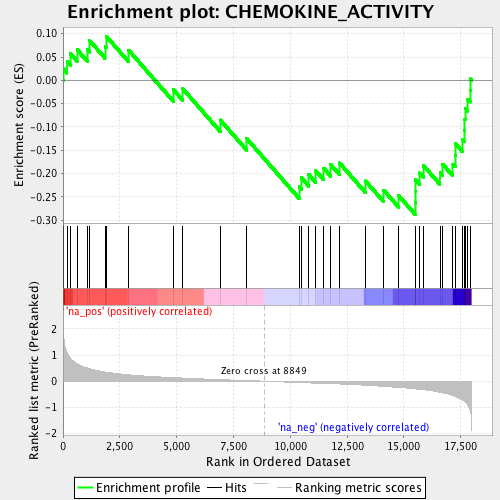 Enrichment plot: CHEMOKINE_ACTIVITY
Enrichment score (ES)
0.10
0.05
0.00
-0.05
-0.10
-0.15
-0.20
-0.25
-0.30
'na_pos' (positively correlated)
Ranked list metric (PreRanked)
2
1
0
-1
-2
Zero cross at 8849
'na_neg' (negatively correlated)
0
2,500
5,000
7,500
10,000
12,500
15,000
17,500
Rank in Ordered Dataset
Enrichment profile
Hits
Ranking metric scores